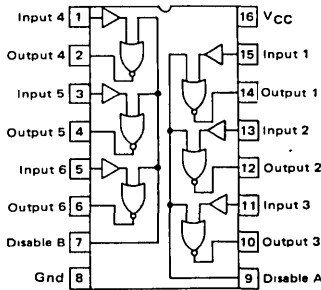 Input 4 1
Output 4 2
Input 5 3
Output 5 4
Input 6 5
Output 6 6
Disable B 7
Gnd 8
16 VCC
15 Input 1
14 Output 1
13 Input 2
12 Output 2
11 Input 3
10 Output 3
9 Disable A